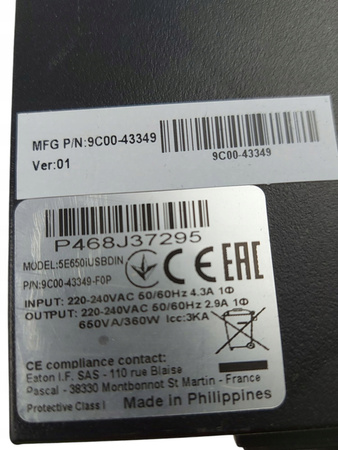 MFG P/N:9C00-43349
Ver:01
9C00-43349
P468J37295
MODEL:5E650IUSBDIN
P/N:9C00-43349-F0P
CE EAC
INPUT: 220-240VAC 50/60Hz 4.3A 1Φ
OUTPUT: 220-240VAC 50/60Hz 2.9A 1Φ
650VA/360W Icc:3KA
CE compliance contact:
Eaton I.F. SAS - 110 rue Blaise
Pascal - 38330 Montbonnot St Martin - France
Protective Class I
Made in Philippines